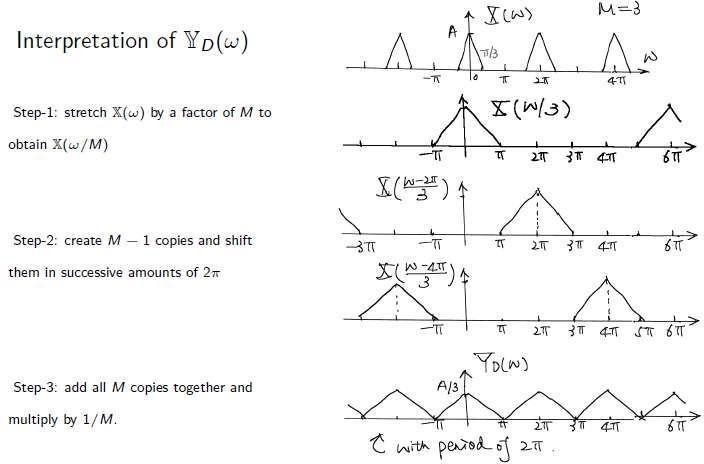 Interpretation of 𝕐_D(ω)
Step-1: stretch 𝕏(ω) by a factor of M to
obtain 𝕏(ω/M)
Step-2: create M − 1 copies and shift
them in successive amounts of 2π
Step-3: add all M copies together and
multiply by 1/M.
𝕏(ω) M=3
A
π/3
ω
-π 0 π 2π 4π
𝕏(ω/3)
-π π 2π 3π 4π 6π
𝕏((ω-2π)/3)
-3π -π π 2π 3π 4π 6π
𝕏((ω-4π)/3)
-π π 2π 3π 4π 5π 6π
𝕐_D(ω)
A/3
-π π 2π 3π 4π 6π
with period of 2π.